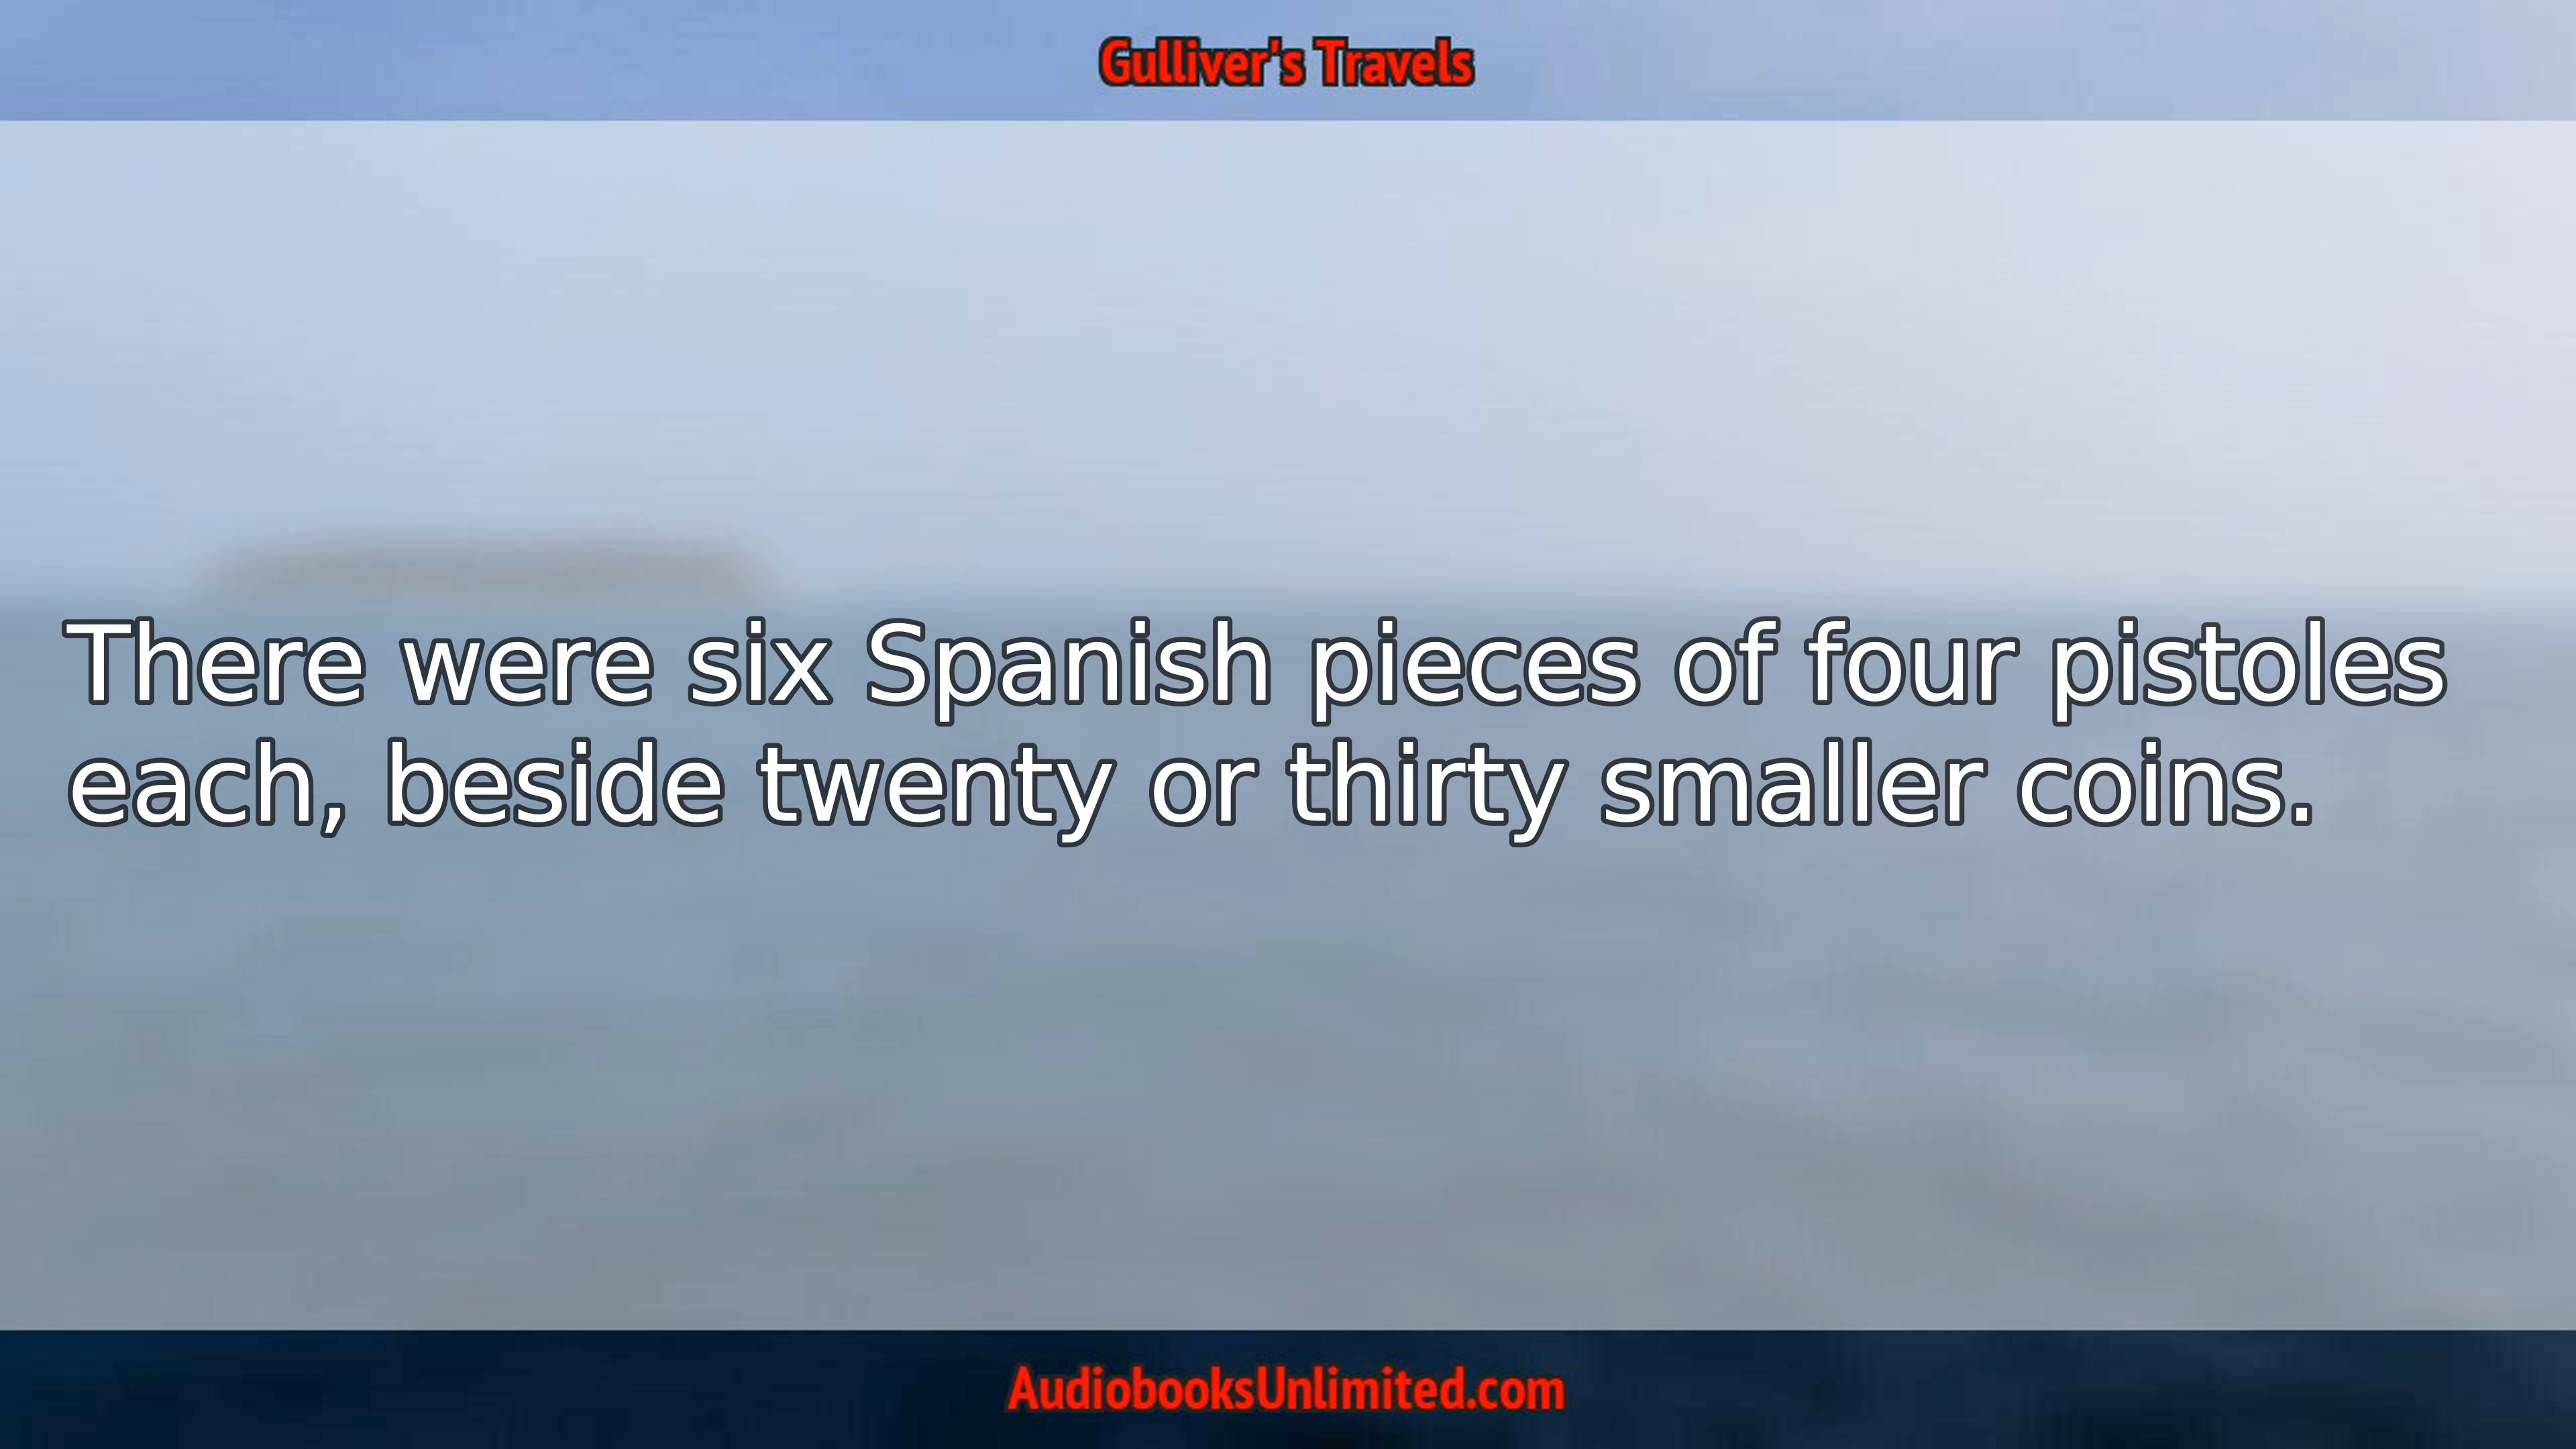 Gulliver's Travels
There were six Spanish pieces of four pistoles
each, beside twenty or thirty smaller coins.
AudiobooksUnlimited.com